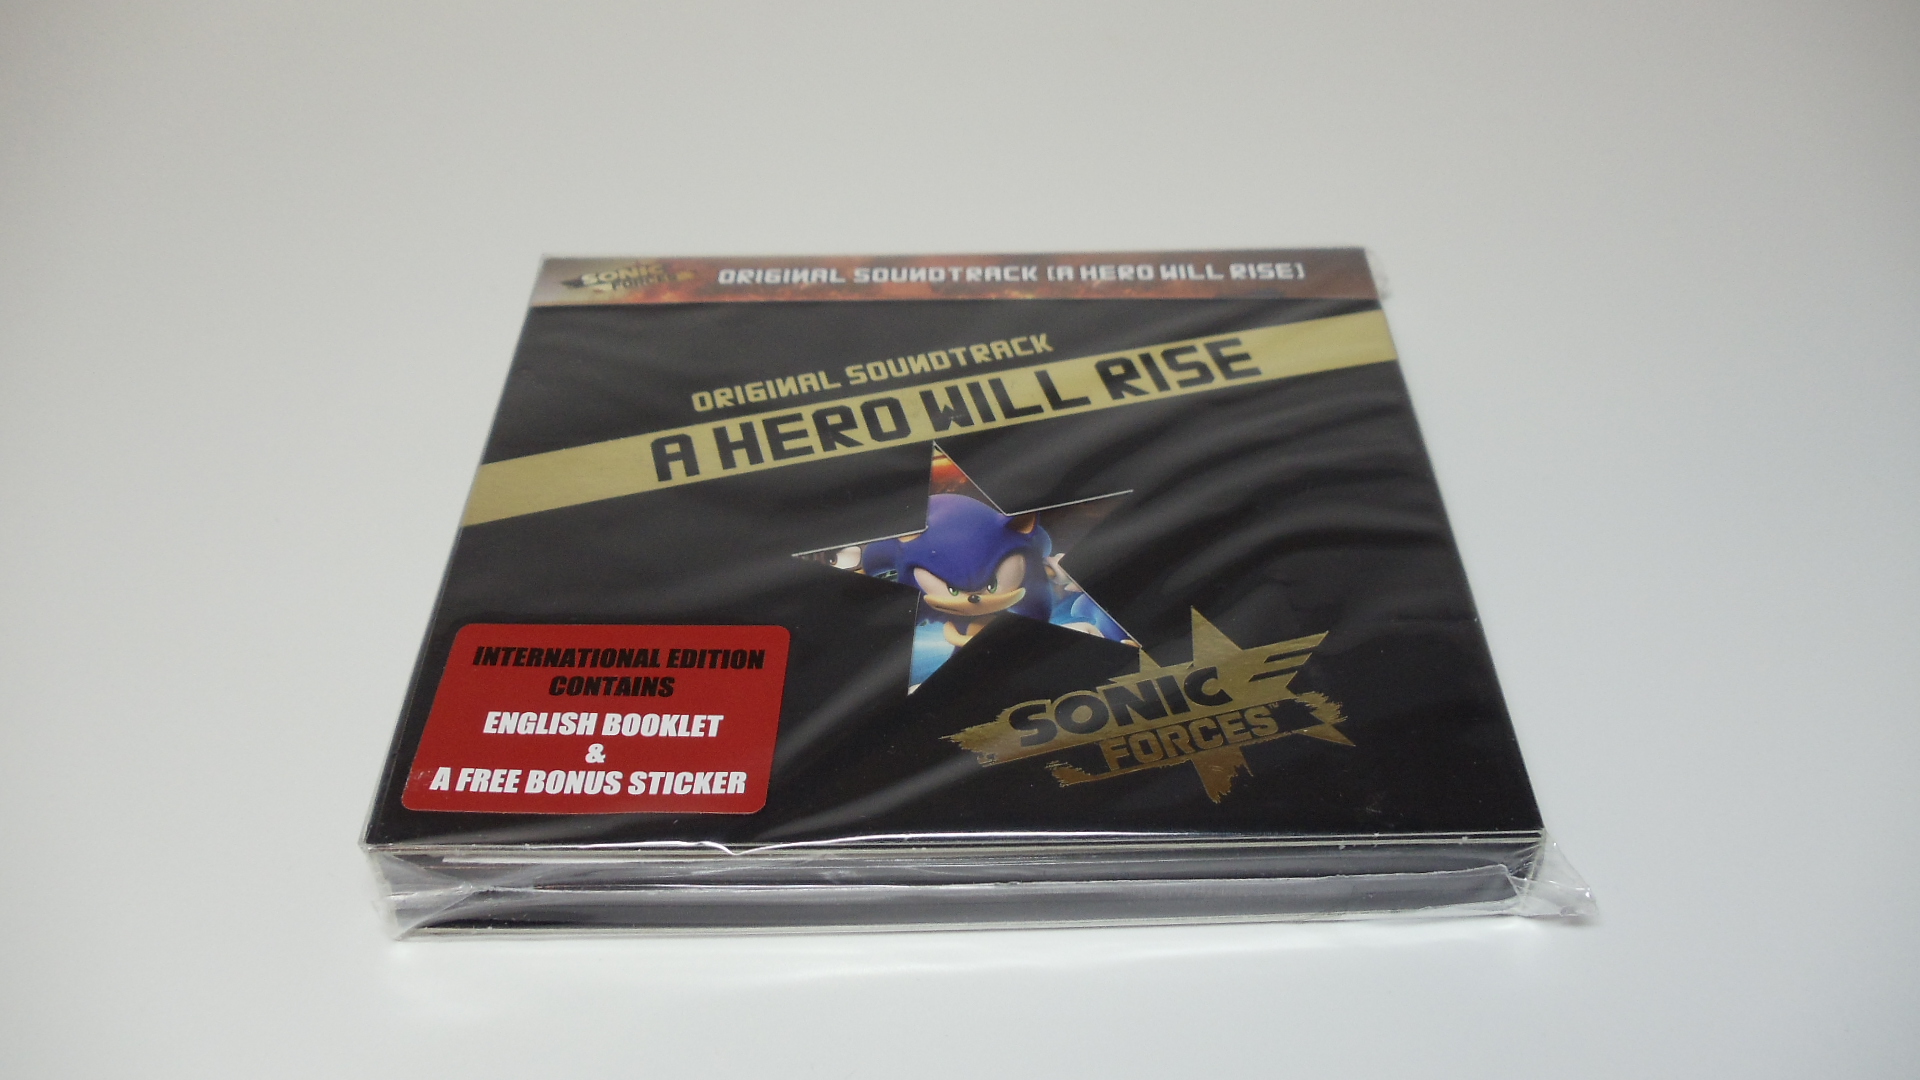 SONIC
FORCES
ORIGINAL SOUNDTRACK [A HERO WILL RISE]
ORIGINAL SOUNDTRACK
A HERO WILL RISE
INTERNATIONAL EDITION
CONTAINS
ENGLISH BOOKLET
&
A FREE BONUS STICKER
SONIC
FORCES™